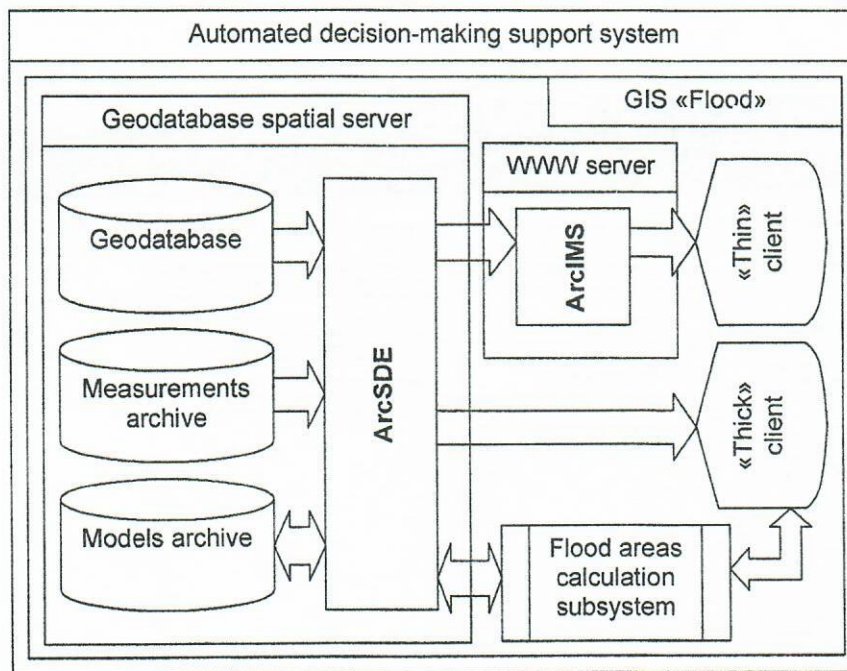 Automated decision-making support system
GIS «Flood»
Geodatabase spatial server
WWW server
Geodatabase
ArcSDE
ArcIMS
«Thin»
client
Measurements
archive
«Thick»
client
Models archive
Flood areas
calculation
subsystem